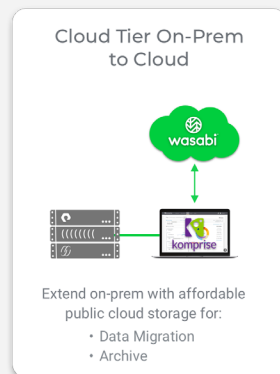 Cloud Tier On-Prem
to Cloud
wasabi
komprise
Extend on-prem with affordable
public cloud storage for:
• Data Migration
• Archive